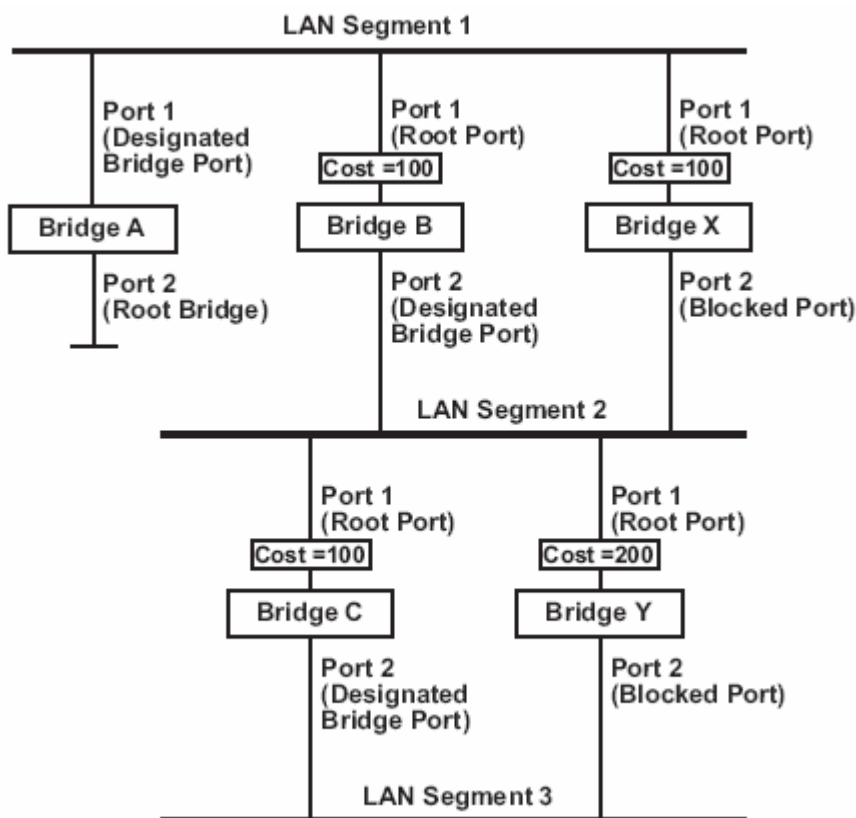 LAN Segment 1
Port 1
(Designated
Bridge Port)
Port 1
(Root Port)
Port 1
(Root Port)
Cost =100
Cost =100
Bridge A
Bridge B
Bridge X
Port 2
(Root Bridge)
Port 2
(Designated
Bridge Port)
Port 2
(Blocked Port)
LAN Segment 2
Port 1
(Root Port)
Port 1
(Root Port)
Cost =100
Cost =200
Bridge C
Bridge Y
Port 2
(Designated
Bridge Port)
Port 2
(Blocked Port)
LAN Segment 3